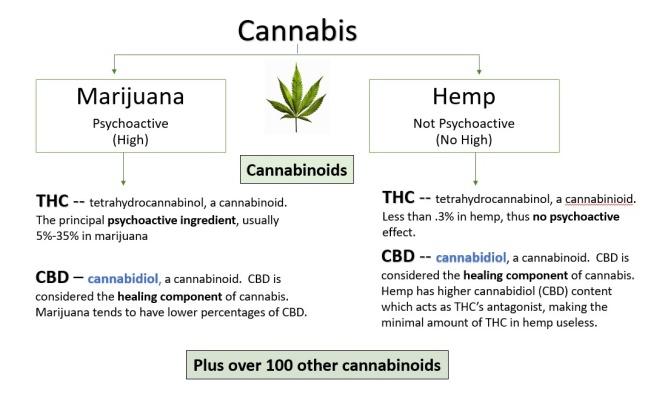 Cannabis
Marijuana
Psychoactive
(High)
Hemp
Not Psychoactive
(No High)
Cannabinoids
THC -- tetrahydrocannabinol, a cannabinoid.
The principal psychoactive ingredient, usually
5%-35% in marijuana
CBD – cannabidiol, a cannabinoid. CBD is
considered the healing component of cannabis.
Marijuana tends to have lower percentages of CBD.
THC -- tetrahydrocannabinol, a cannabinioid.
Less than .3% in hemp, thus no psychoactive
effect.
CBD -- cannabidiol, a cannabinoid. CBD is
considered the healing component of cannabis.
Hemp has higher cannabidiol (CBD) content
which acts as THC's antagonist, making the
minimal amount of THC in hemp useless.
Plus over 100 other cannabinoids